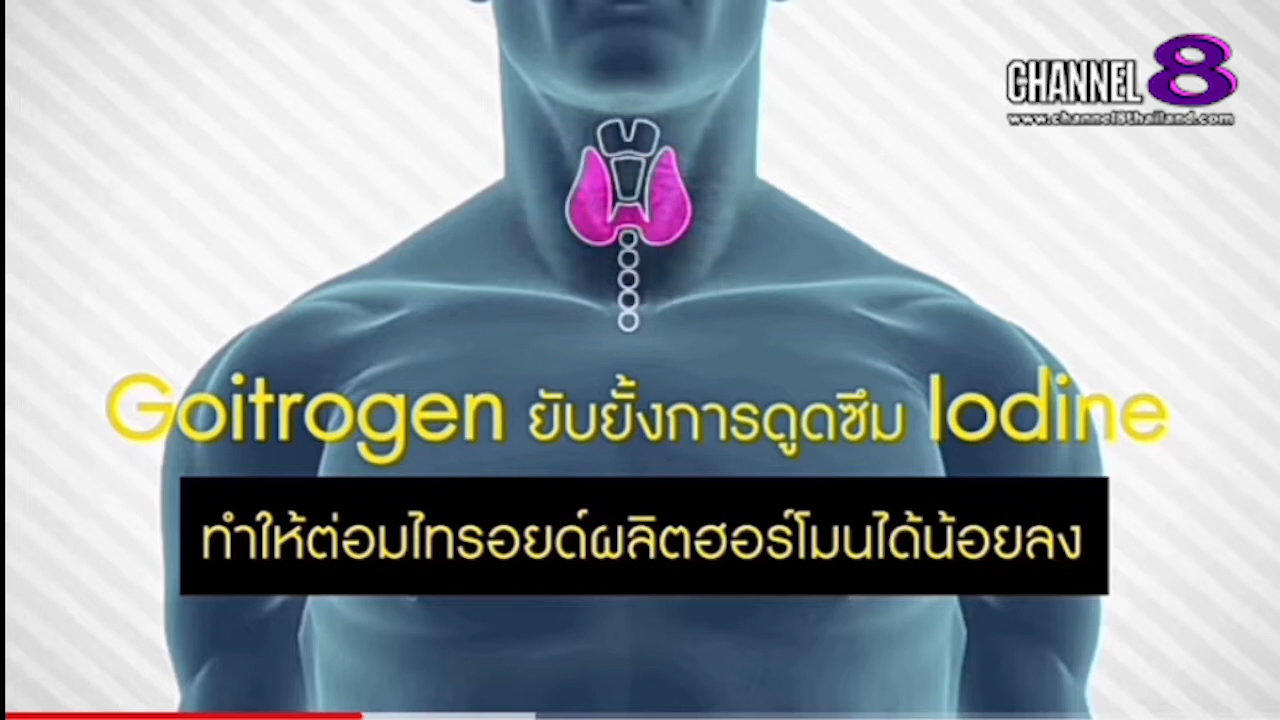 CHANNEL 8
www.channel8thailand.com
Goitrogen ยับยั้งการดูดซึม Iodine
ทำให้ต่อมไทรอยด์ผลิตฮอร์โมนได้น้อยลง